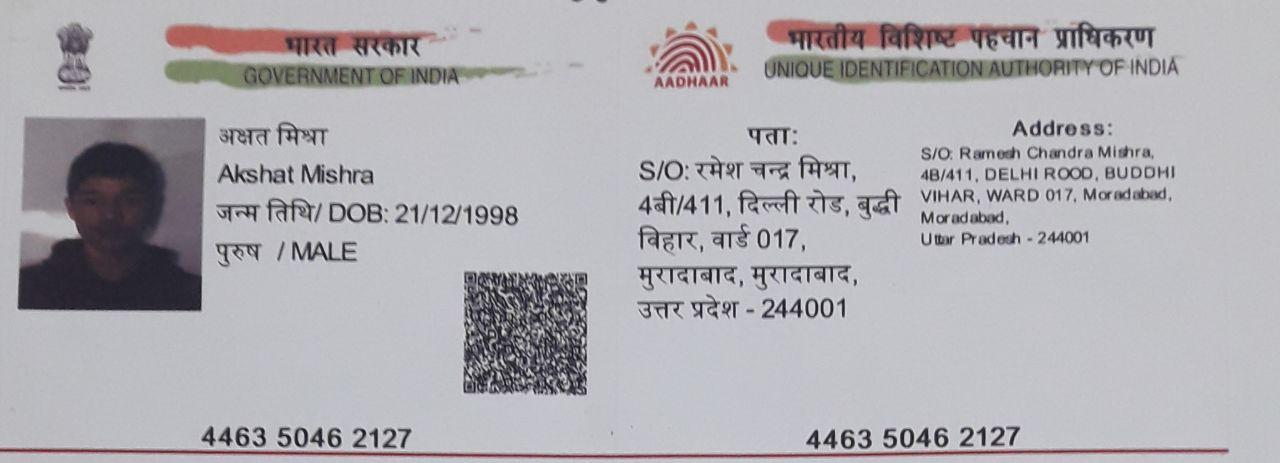 भारत सरकार
GOVERNMENT OF INDIA
अक्षत मिश्रा
Akshat Mishra
जन्म तिथि/ DOB: 21/12/1998
पुरुष / MALE
4463 5046 2127
AADHAAR
भारतीय विशिष्ट पहचान प्राधिकरण
UNIQUE IDENTIFICATION AUTHORITY OF INDIA
पता:
S/O: रमेश चन्द्र मिश्रा,
4बी/411, दिल्ली रोड, बुद्धी
विहार, वार्ड 017,
मुरादाबाद, मुरादाबाद,
उत्तर प्रदेश - 244001
Address:
S/O: Ramesh Chandra Mishra,
4B/411, DELHI ROOD, BUDDHI
VIHAR, WARD 017, Moradabad,
Moradabad,
Uttar Pradesh - 244001
4463 5046 2127